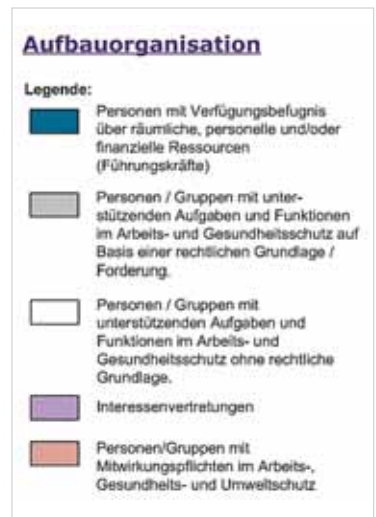 Aufbauorganisation
Legende:
Personen mit Verfügungsbefugnis
über räumliche, personelle und/oder
finanzielle Ressourcen
(Führungskräfte)
Personen / Gruppen mit unter-
stützenden Aufgaben und Funktionen
im Arbeits- und Gesundheitsschutz auf
Basis einer rechtlichen Grundlage /
Forderung.
Personen / Gruppen mit
unterstützenden Aufgaben und
Funktionen im Arbeits- und
Gesundheitsschutz ohne rechtliche
Grundlage.
Interessenvertretungen
Personen/Gruppen mit
Mitwirkungspflichten im Arbeits-,
Gesundheits- und Umweltschutz